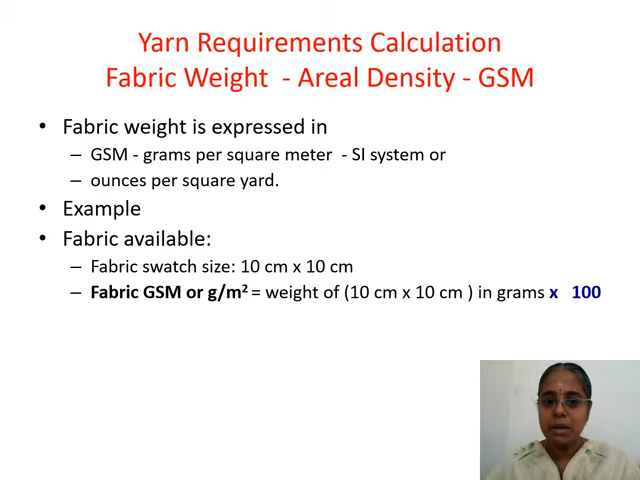 Yarn Requirements Calculation
Fabric Weight - Areal Density - GSM
• Fabric weight is expressed in
– GSM - grams per square meter - SI system or
– ounces per square yard.
• Example
• Fabric available:
– Fabric swatch size: 10 cm x 10 cm
– Fabric GSM or g/m² = weight of (10 cm x 10 cm ) in grams x 100